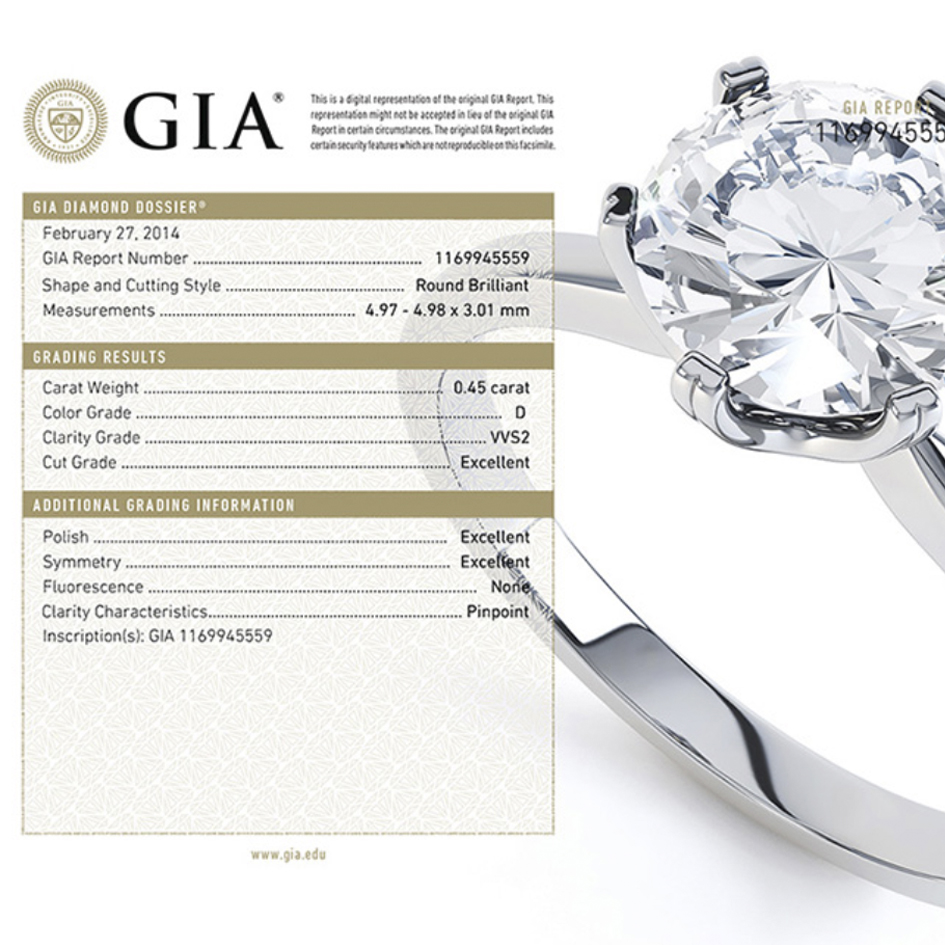 GIA®
This is a digital representation of the original GIA Report. This
representation might not be accepted in lieu of the original GIA
Report in certain circumstances. The original GIA Report includes
certain security features which are not reproducible on this facsimile.
GIA REPORT
1169945559
GIA DIAMOND DOSSIER®
February 27, 2014
GIA Report Number 1169945559
Shape and Cutting Style Round Brilliant
Measurements 4.97 - 4.98 x 3.01 mm
GRADING RESULTS
Carat Weight 0.45 carat
Color Grade D
Clarity Grade VVS2
Cut Grade Excellent
ADDITIONAL GRADING INFORMATION
Polish Excellent
Symmetry Excellent
Fluorescence None
Clarity Characteristics Pinpoint
Inscription(s): GIA 1169945559
www.gia.edu